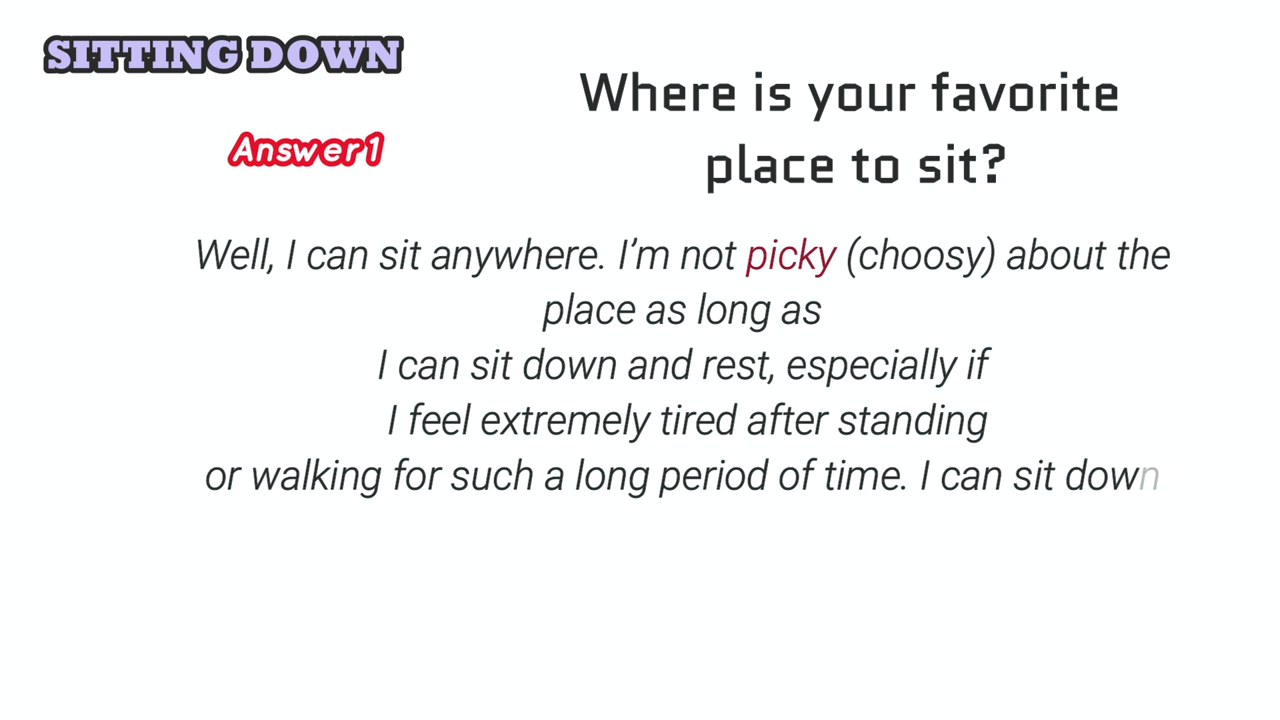 SITTING DOWN
Where is your favorite
place to sit?
Answer 1
Well, I can sit anywhere. I'm not picky (choosy) about the
place as long as
I can sit down and rest, especially if
I feel extremely tired after standing
or walking for such a long period of time. I can sit down